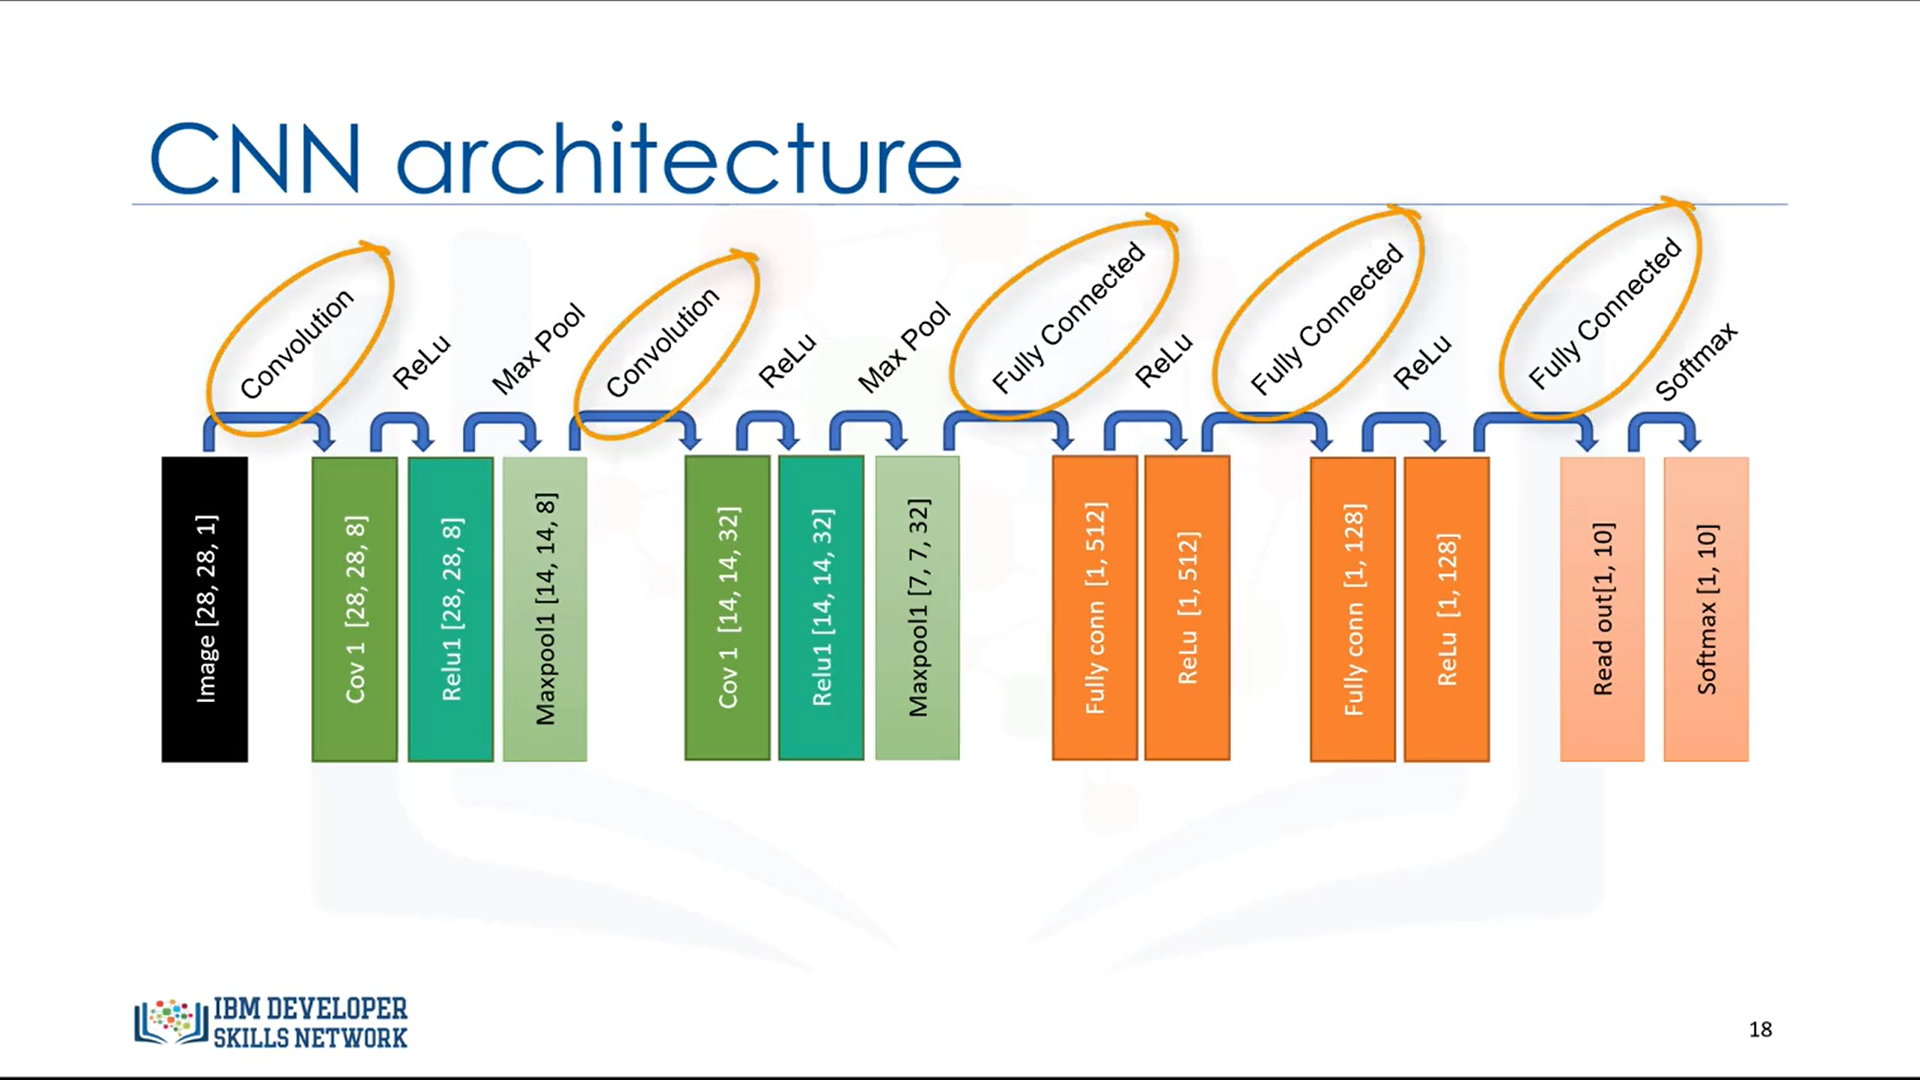 CNN architecture
Convolution
ReLu
Max Pool
Convolution
ReLu
Max Pool
Fully Connected
ReLu
Fully Connected
ReLu
Fully Connected
Softmax
Image [28, 28, 1]
Cov 1 [28, 28, 8]
Relu1 [28, 28, 8]
Maxpool1 [14, 14, 8]
Cov 1 [14, 14, 32]
Relu1 [14, 14, 32]
Maxpool1 [7, 7, 32]
Fully conn [1, 512]
ReLu [1, 512]
Fully conn [1, 128]
ReLu [1, 128]
Read out[1, 10]
Softmax [1, 10]
IBM DEVELOPER
SKILLS NETWORK
18